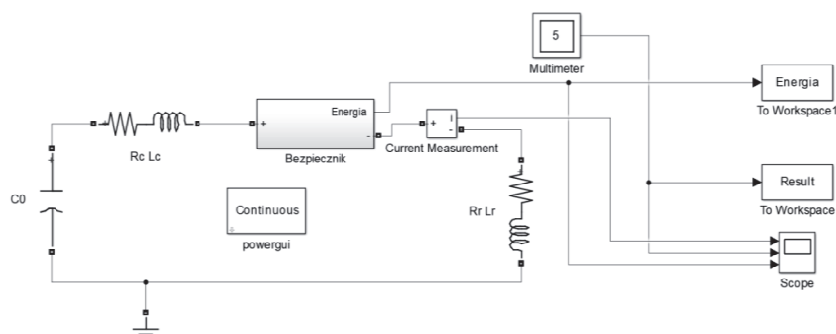 5
Multimeter
Energia
To Workspace1
Energia
+
-
Bezpiecznik
+
i
-
Current Measurement
+
Rc Lc
+
C0
Continuous
powergui
+
Rr Lr
Result
To Workspace
Scope